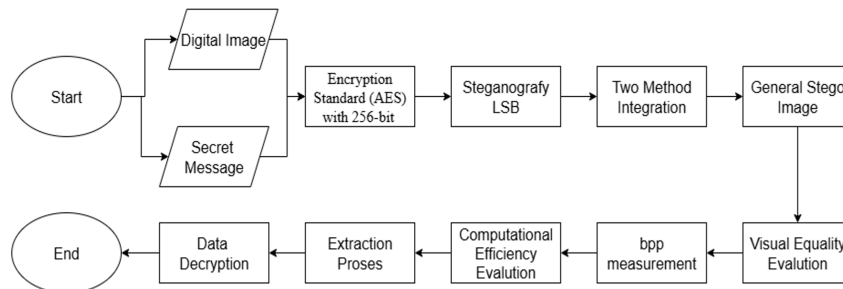 Digital Image
Start
Secret
Message
Encryption
Standard (AES)
with 256-bit
Steganografy
LSB
Two Method
Integration
General Stego
Image
Visual Equality
Evalution
bpp
measurement
Computational
Efficiency
Evalution
Extraction
Proses
Data
Decryption
End